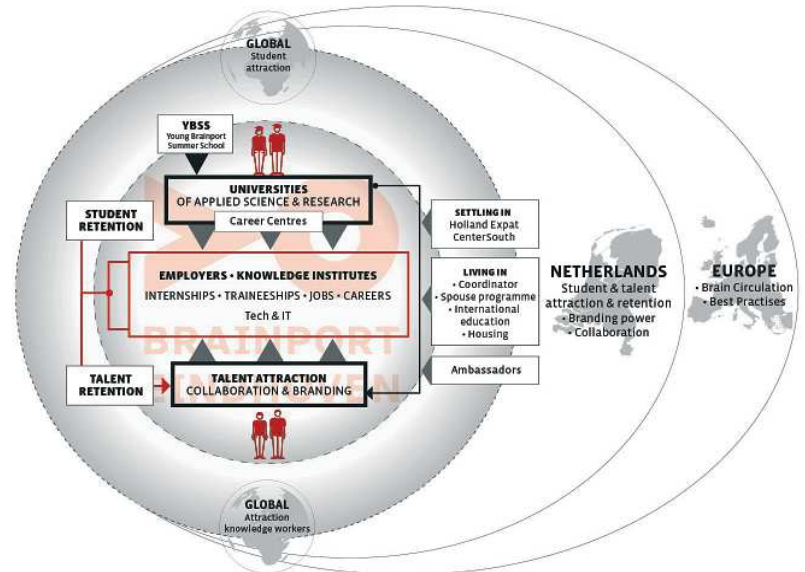 GLOBAL
Student
attraction
YBSS
Young Brainport
Summer School
UNIVERSITIES
OF APPLIED SCIENCE & RESEARCH
Career Centres
STUDENT
RETENTION
EMPLOYERS • KNOWLEDGE INSTITUTES
INTERNSHIPS • TRAINEESHIPS • JOBS • CAREERS
Tech & IT
BRAINPORT
EINDHOVEN
TALENT
RETENTION
TALENT ATTRACTION
COLLABORATION & BRANDING
SETTLING IN
Holland Expat
CenterSouth
LIVING IN
• Coordinator
• Spouse programme
• International
education
• Housing
Ambassadors
NETHERLANDS
Student & talent
attraction & retention
• Branding power
• Collaboration
EUROPE
• Brain Circulation
• Best Practises
GLOBAL
Attraction
knowledge workers